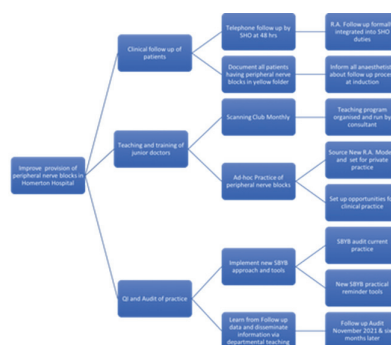 Improve provision of
peripheral nerve blocks in
Homerton Hospital
Clinical follow up of
patients
Teaching and training of
junior doctors
QI and Audit of practice
Telephone follow up by
SHO at 48 hrs
Document all patients
having peripheral nerve
blocks in yellow folder
Scanning Club Monthly
Ad-hoc Practice of
peripheral nerve blocks
Implement new SBYB
approach and tools
Learn from Follow up
data and disseminate
information via
departmental teaching
R.A. Follow up formall
integrated into SHO
duties
Inform all anaesthetist
about follow up proce
at induction
Teaching program
organised and run by
consultant
Source New R.A. Mode
and set for private
practice
Set up opportunities fo
clinical practice
SBYB audit current
practice
New SBYB practical
reminder tools
Follow up Audit
November 2021 & six
months later